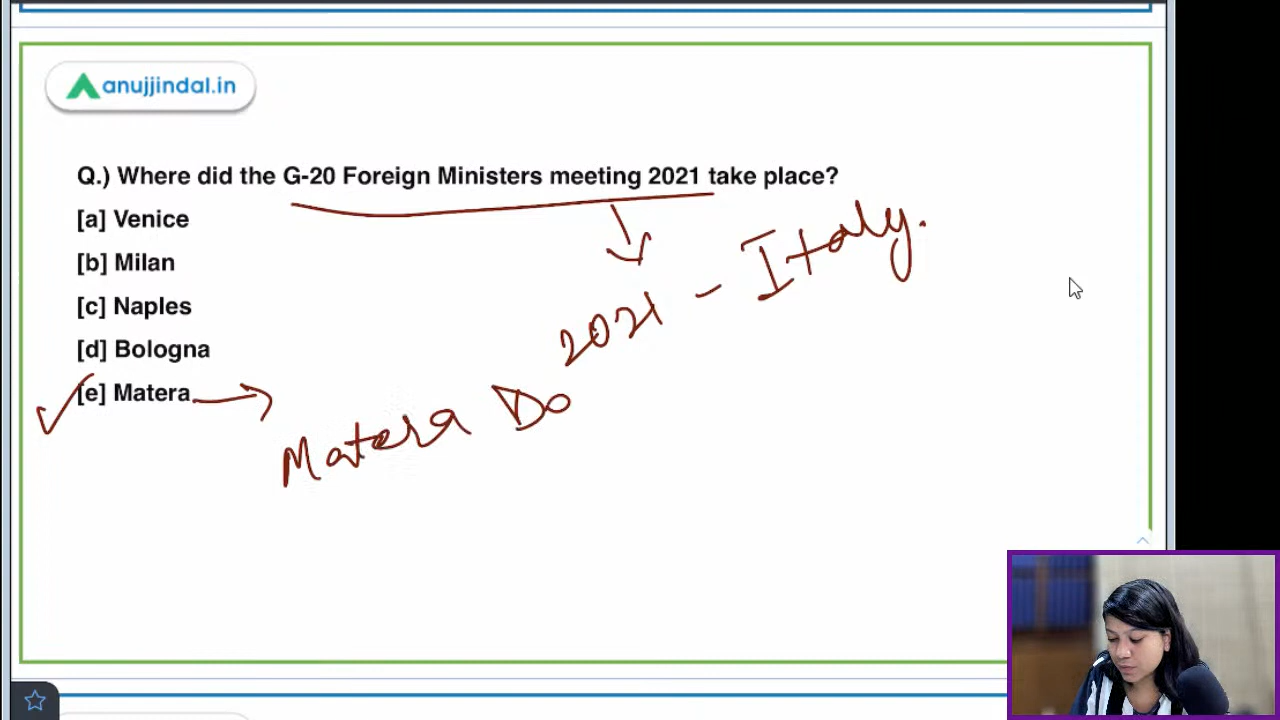 anujjindal.in
Q.) Where did the G-20 Foreign Ministers meeting 2021 take place?
[a] Venice
[b] Milan
[c] Naples
[d] Bologna
[e] Matera
2021 - Italy.
Matera Do